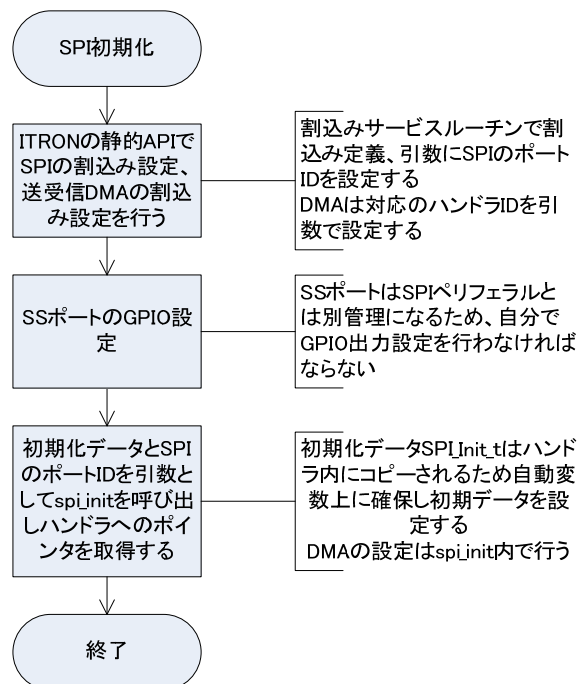 SPI初期化
ITRONの静的APIで
SPIの割込み設定、
送受信DMAの割込
み設定を行う
割込みサービスルーチンで割
込み定義、引数にSPIのポート
IDを設定する
DMAは対応のハンドラIDを引
数で設定する
SSポートのGPIO設
定
SSポートはSPIペリフェラルと
は別管理になるため、自分で
GPIO出力設定を行わなければ
ならない
初期化データとSPI
のポートIDを引数と
してspi_initを呼び出
しハンドラへのポイ
ンタを取得する
初期化データSPI_Init_tはハンド
ラ内にコピーされるため自動変
数上に確保し初期データを設
定する
DMAの設定はspi_init内で行う
終了